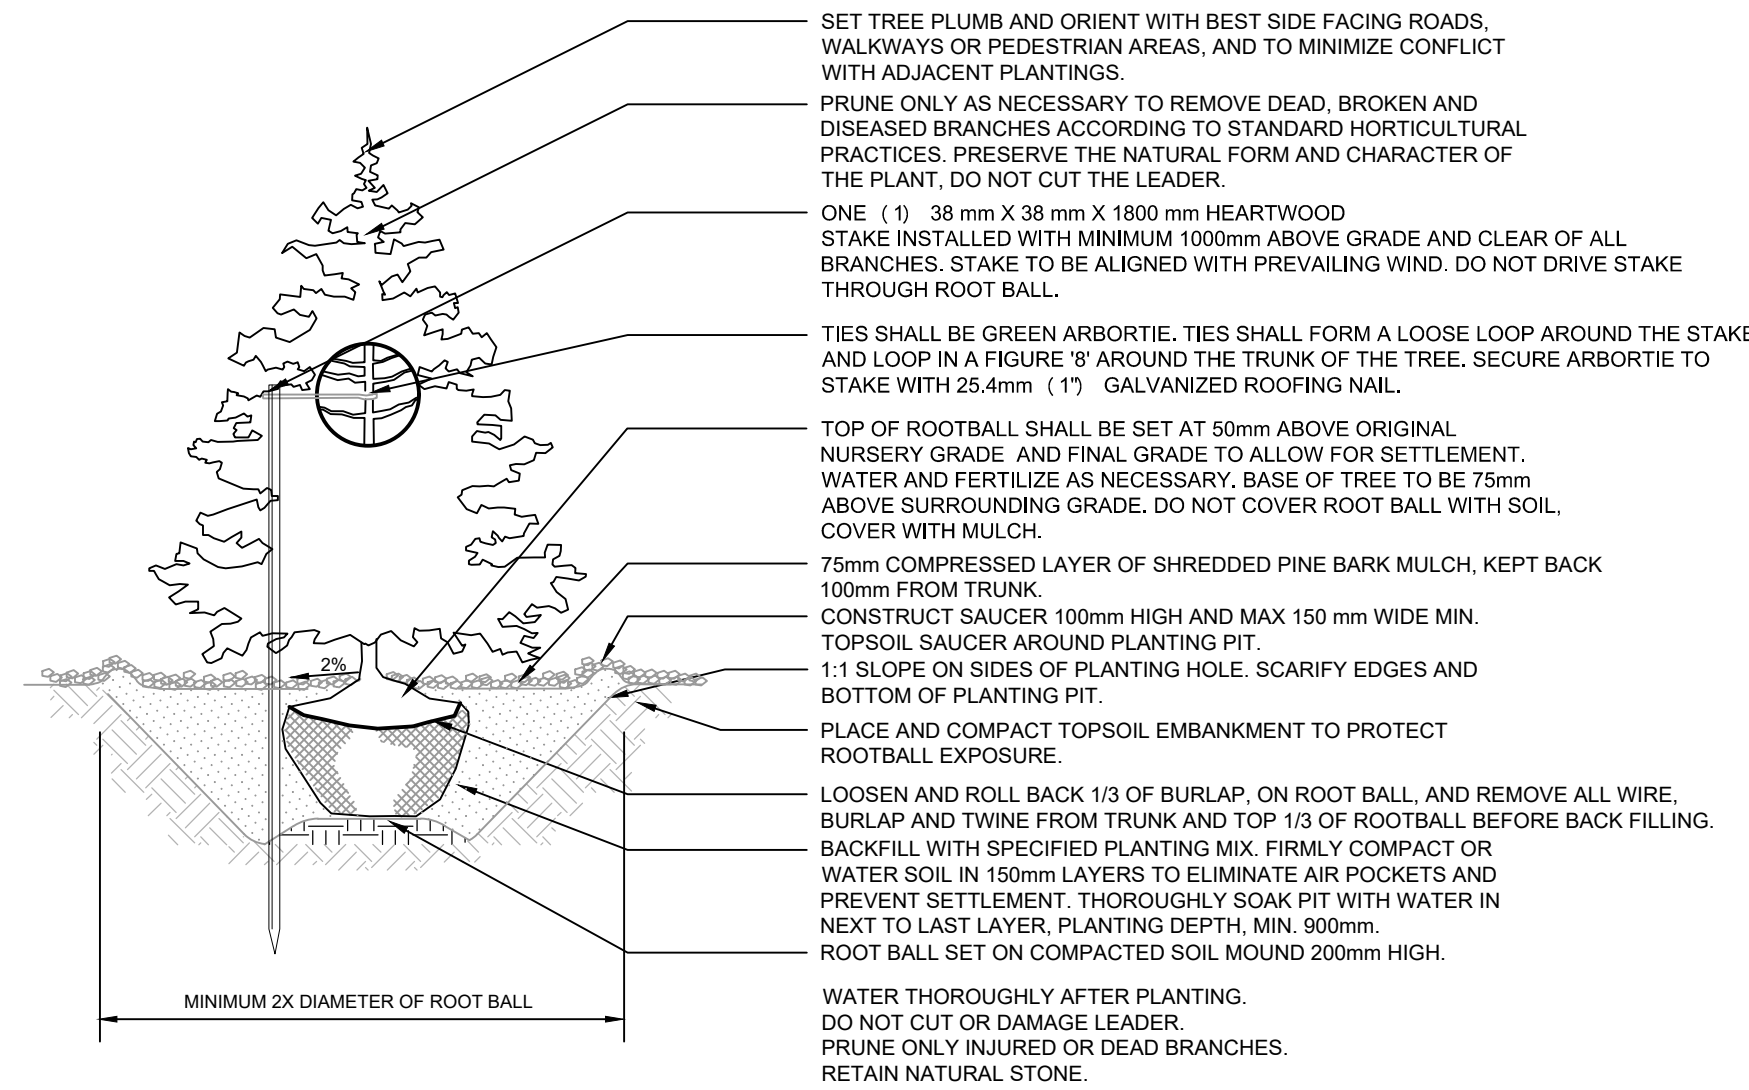 SET TREE PLUMB AND ORIENT WITH BEST SIDE FACING ROADS,
WALKWAYS OR PEDESTRIAN AREAS, AND TO MINIMIZE CONFLICT
WITH ADJACENT PLANTINGS.
PRUNE ONLY AS NECESSARY TO REMOVE DEAD, BROKEN AND
DISEASED BRANCHES ACCORDING TO STANDARD HORTICULTURAL
PRACTICES. PRESERVE THE NATURAL FORM AND CHARACTER OF
THE PLANT, DO NOT CUT THE LEADER.
ONE (1) 38 mm X 38 mm X 1800 mm HEARTWOOD
STAKE INSTALLED WITH MINIMUM 1000mm ABOVE GRADE AND CLEAR OF ALL
BRANCHES. STAKE TO BE ALIGNED WITH PREVAILING WIND. DO NOT DRIVE STAKE
THROUGH ROOT BALL.
TIES SHALL BE GREEN ARBORTIE. TIES SHALL FORM A LOOSE LOOP AROUND THE STAKE
AND LOOP IN A FIGURE '8' AROUND THE TRUNK OF THE TREE. SECURE ARBORTIE TO
STAKE WITH 25.4mm (1") GALVANIZED ROOFING NAIL.
TOP OF ROOTBALL SHALL BE SET AT 50mm ABOVE ORIGINAL
NURSERY GRADE AND FINAL GRADE TO ALLOW FOR SETTLEMENT.
WATER AND FERTILIZE AS NECESSARY. BASE OF TREE TO BE 75mm
ABOVE SURROUNDING GRADE. DO NOT COVER ROOT BALL WITH SOIL,
COVER WITH MULCH.
75mm COMPRESSED LAYER OF SHREDDED PINE BARK MULCH, KEPT BACK
100mm FROM TRUNK.
CONSTRUCT SAUCER 100mm HIGH AND MAX 150 mm WIDE MIN.
TOPSOIL SAUCER AROUND PLANTING PIT.
2%
1:1 SLOPE ON SIDES OF PLANTING HOLE. SCARIFY EDGES AND
BOTTOM OF PLANTING PIT.
PLACE AND COMPACT TOPSOIL EMBANKMENT TO PROTECT
ROOTBALL EXPOSURE.
LOOSEN AND ROLL BACK 1/3 OF BURLAP, ON ROOT BALL, AND REMOVE ALL WIRE,
BURLAP AND TWINE FROM TRUNK AND TOP 1/3 OF ROOTBALL BEFORE BACK FILLING.
BACKFILL WITH SPECIFIED PLANTING MIX. FIRMLY COMPACT OR
WATER SOIL IN 150mm LAYERS TO ELIMINATE AIR POCKETS AND
PREVENT SETTLEMENT. THOROUGHLY SOAK PIT WITH WATER IN
NEXT TO LAST LAYER, PLANTING DEPTH, MIN. 900mm.
ROOT BALL SET ON COMPACTED SOIL MOUND 200mm HIGH.
MINIMUM 2X DIAMETER OF ROOT BALL
WATER THOROUGHLY AFTER PLANTING.
DO NOT CUT OR DAMAGE LEADER.
PRUNE ONLY INJURED OR DEAD BRANCHES.
RETAIN NATURAL STONE.